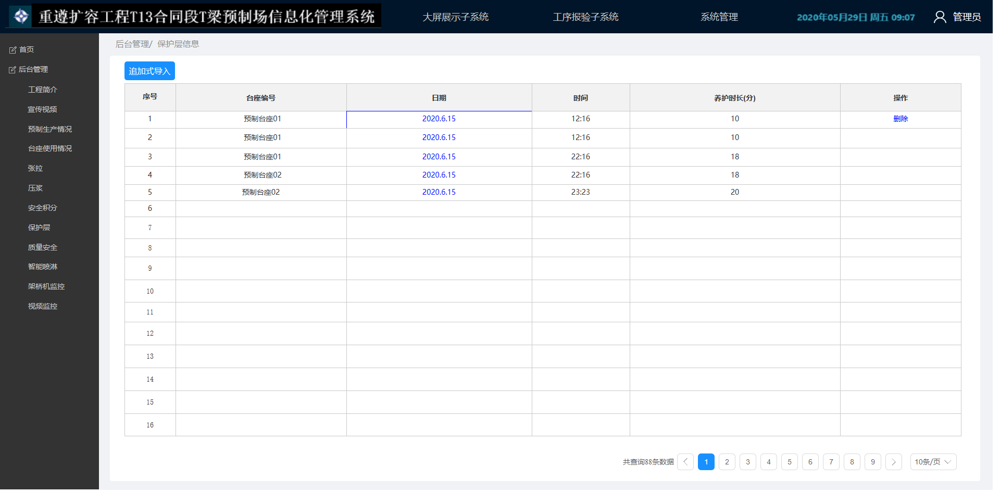 重遵扩容工程T13合同段T梁预制场信息化管理系统 大屏展示子系统 工序报验子系统 系统管理 2020年05月29日 周五 09:07 管理员
首页
后台管理
工程简介
宣传视频
预制生产情况
台座使用情况
张拉
压浆
安全积分
保护层
质量安全
智能喷淋
架桥机监控
视频监控
后台管理/ 保护层信息
追加式导入
序号 台座编号 日期 时间 养护时长(分) 操作
1 预制台座01 2020.6.15 12:16 10 删除
2 预制台座01 2020.6.15 12:16 10
3 预制台座01 2020.6.15 22:16 18
4 预制台座02 2020.6.15 22:16 18
5 预制台座02 2020.6.15 23:23 20
6
7
8
9
10
11
12
13
14
15
16
共查询88条数据 1 2 3 4 5 6 7 8 9 10条/页